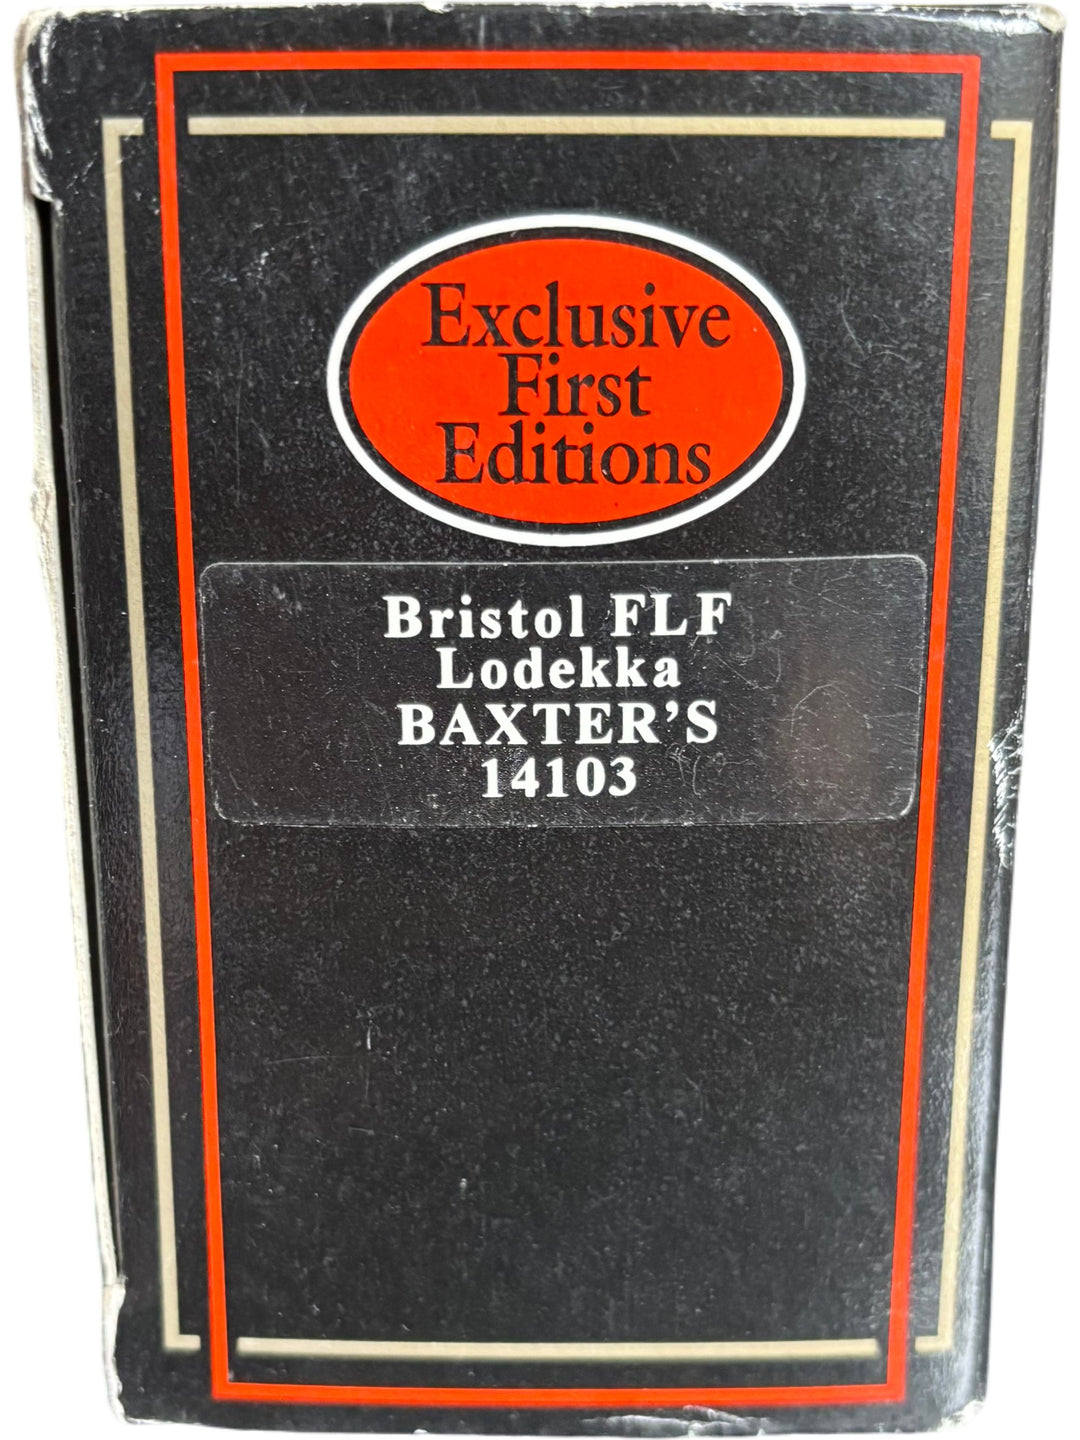 Exclusive
First
Editions
Bristol FLF
Lodekka
BAXTER'S
14103